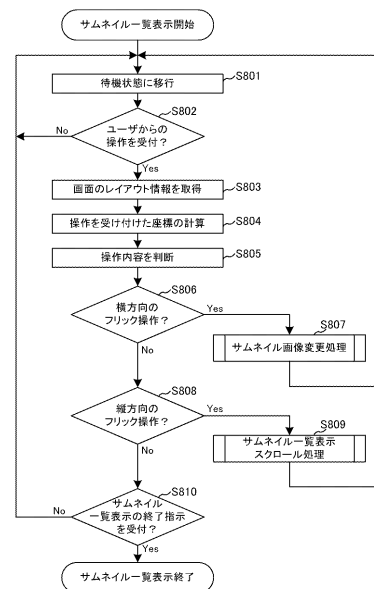 サムネイル一覧表示開始
S801
待機状態に移行
S802
ユーザからの
操作を受付？
No
Yes
S803
画面のレイアウト情報を取得
S804
操作を受け付けた座標の計算
S805
操作内容を判断
S806
横方向の
フリック操作？
Yes
No
S807
サムネイル画像変更処理
S808
縦方向の
フリック操作？
Yes
No
S809
サムネイル一覧表示
スクロール処理
S810
サムネイル
一覧表示の終了指示
を受付？
No
Yes
サムネイル一覧表示終了